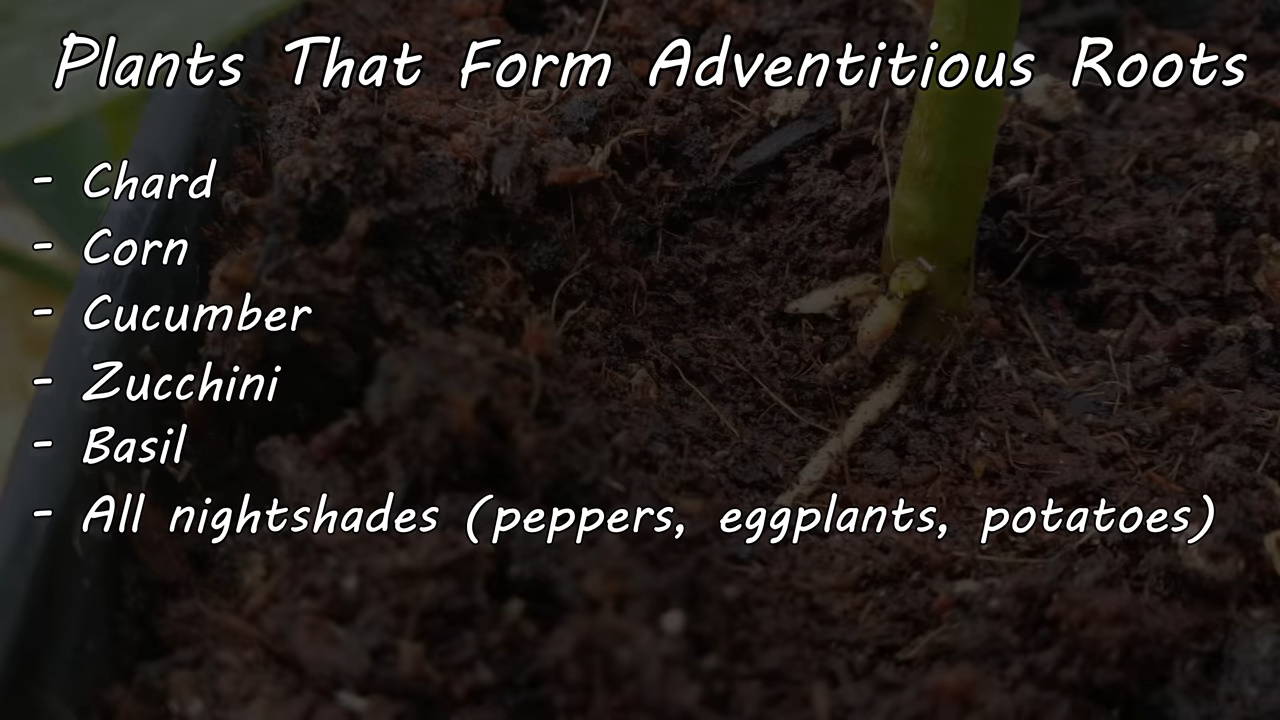 Plants That Form Adventitious Roots
- Chard
- Corn
- Cucumber
- Zucchini
- Basil
- All nightshades (peppers, eggplants, potatoes)